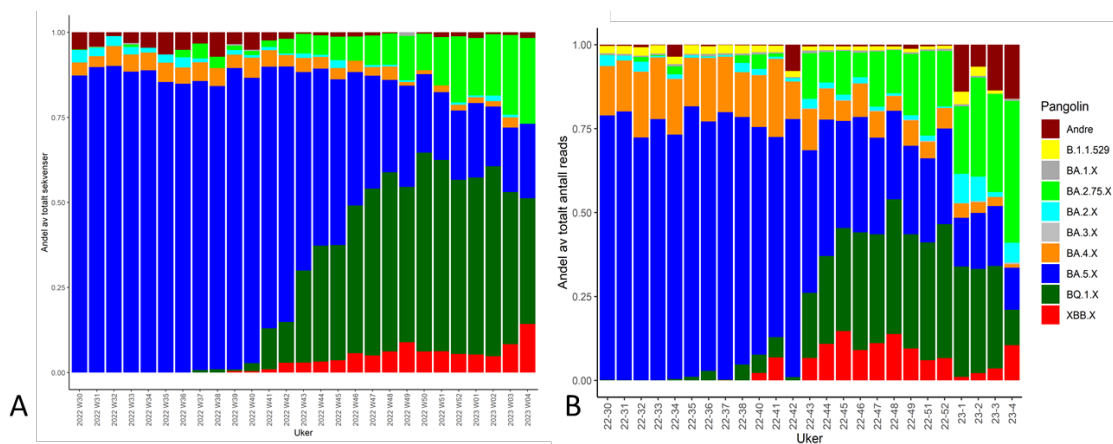 1.00
0.75
0.50
0.25
0.00
Andel av totalt sekvenser
2022 W30
2022 W31
2022 W32
2022 W33
2022 W34
2022 W35
2022 W36
2022 W37
2022 W38
2022 W39
2022 W40
2022 W41
2022 W42
2022 W43
2022 W44
2022 W45
2022 W46
2022 W47
2022 W48
2022 W49
2022 W50
2022 W51
2022 W52
2023 W01
2023 W02
2023 W03
2023 W04
Uker
A
1.00
0.75
0.50
0.25
0.00
Andel av totalt antall reads
22-30
22-31
22-32
22-33
22-34
22-35
22-36
22-37
22-38
22-40
22-41
22-42
22-43
22-44
22-45
22-46
22-47
22-48
22-49
22-51
22-52
23-1
23-2
23-3
23-4
Uker
B
Pangolin
Andre
B.1.1.529
BA.1.X
BA.2.75.X
BA.2.X
BA.3.X
BA.4.X
BA.5.X
BQ.1.X
XBB.X